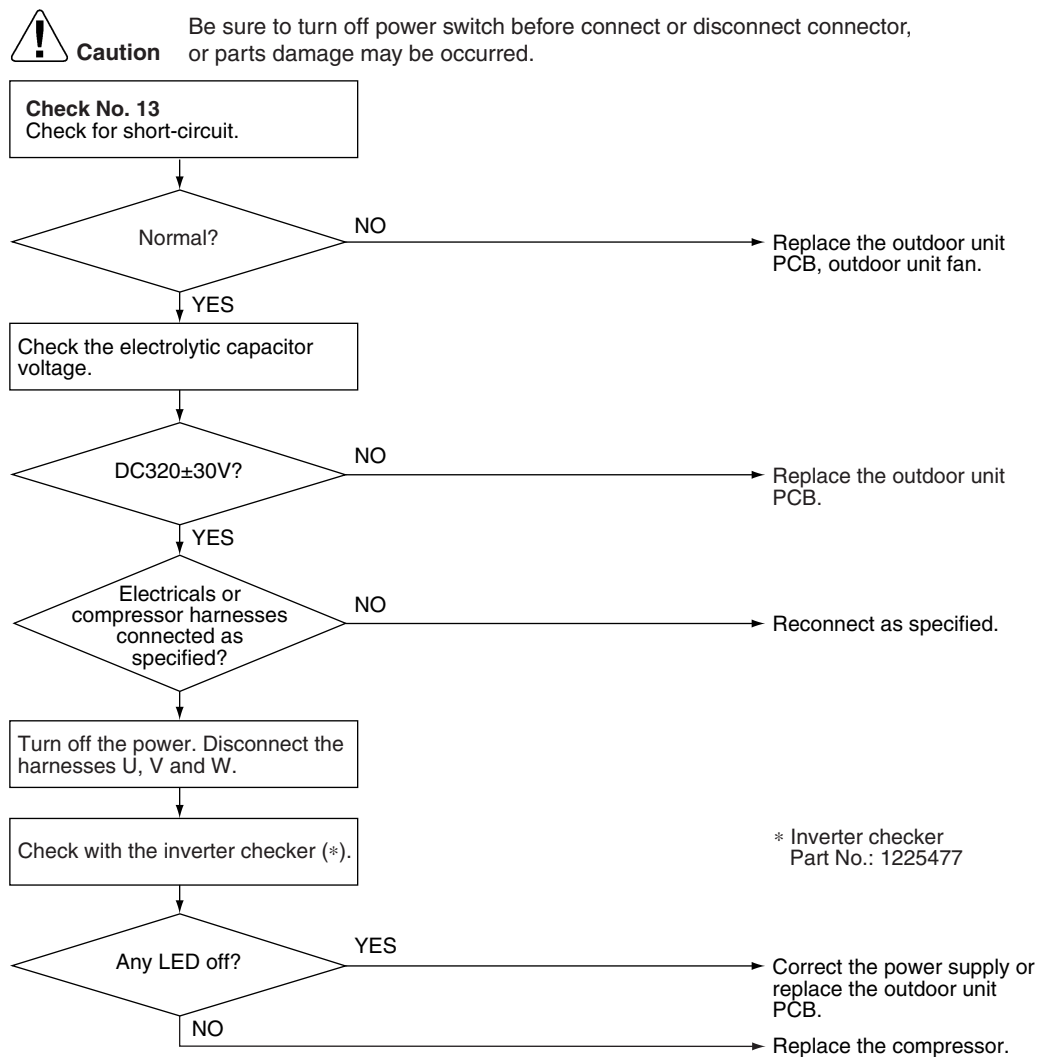 Be sure to turn off power switch before connect or disconnect connector,
Caution or parts damage may be occurred.
Check No. 13
Check for short-circuit.
Normal?
NO
Replace the outdoor unit
PCB, outdoor unit fan.
YES
Check the electrolytic capacitor
voltage.
DC320±30V?
NO
Replace the outdoor unit
PCB.
YES
Electricals or
compressor harnesses
connected as
specified?
NO
Reconnect as specified.
Turn off the power. Disconnect the
harnesses U, V and W.
Check with the inverter checker (*).
* Inverter checker
Part No.: 1225477
Any LED off?
YES
Correct the power supply or
replace the outdoor unit
PCB.
NO
Replace the compressor.